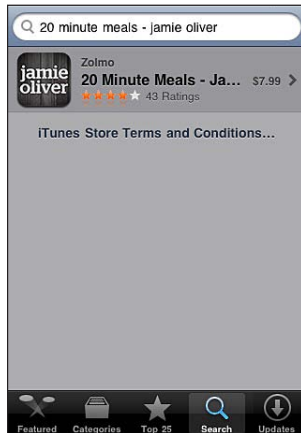 20 minute meals - jamie oliver
jamie oliver
Zolmo
20 Minute Meals - Ja... $7.99
43 Ratings
iTunes Store Terms and Conditions...
Featured Categories Top 25 Search Updates